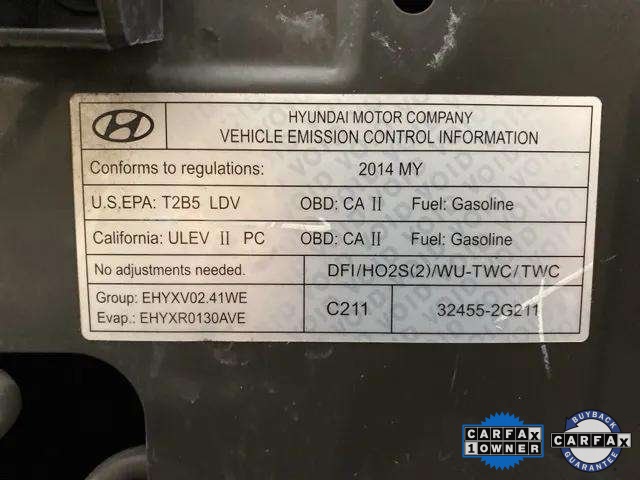 HYUNDAI MOTOR COMPANY
VEHICLE EMISSION CONTROL INFORMATION
Conforms to regulations: 2014 MY
U.S.EPA: T2B5 LDV OBD: CA II Fuel: Gasoline
California: ULEV II PC OBD: CA II Fuel: Gasoline
No adjustments needed. DFI/HO2S(2)/WU-TWC/TWC
Group: EHYXV02.41WE
Evap.: EHYXR0130AVE
C211 32455-2G211
CARFAX
1 OWNER
BUYBACK
CARFAX
GUARANTEE